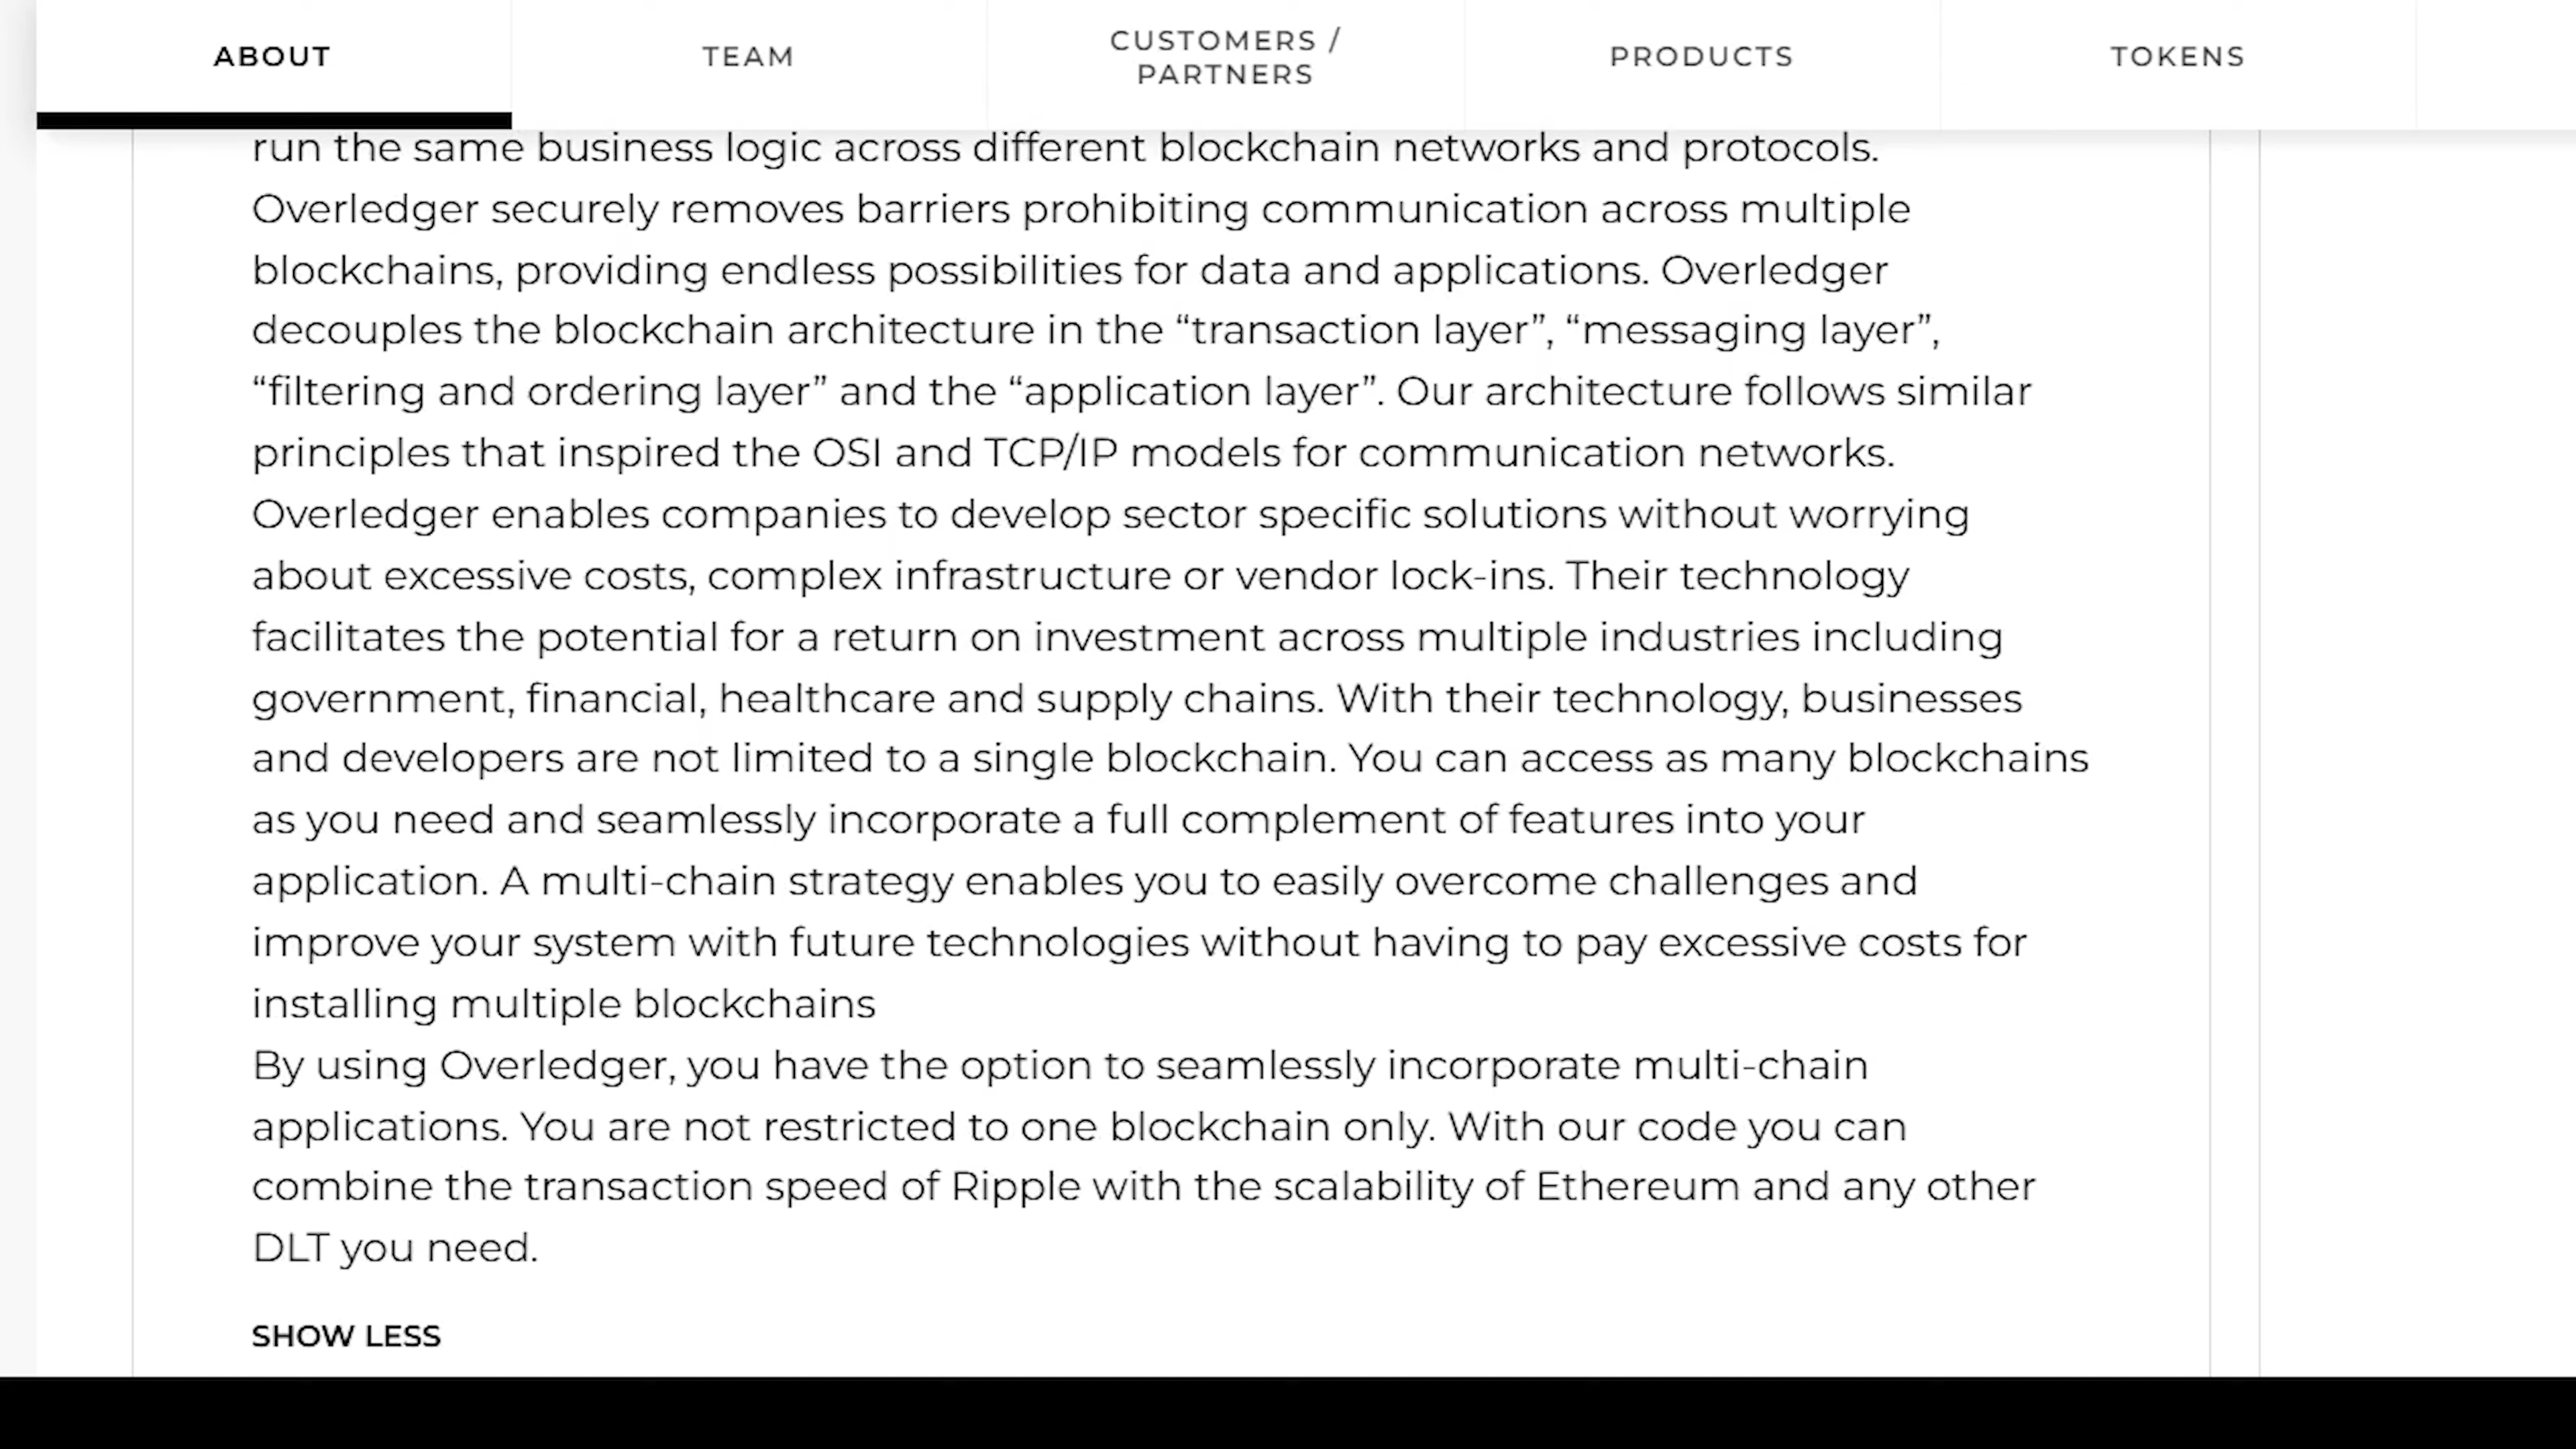 ABOUT
TEAM
CUSTOMERS /
PARTNERS
PRODUCTS
TOKENS
run the same business logic across different blockchain networks and protocols.
Overledger securely removes barriers prohibiting communication across multiple
blockchains, providing endless possibilities for data and applications. Overledger
decouples the blockchain architecture in the “transaction layer”, “messaging layer”,
“filtering and ordering layer” and the “application layer”. Our architecture follows similar
principles that inspired the OSI and TCP/IP models for communication networks.
Overledger enables companies to develop sector specific solutions without worrying
about excessive costs, complex infrastructure or vendor lock-ins. Their technology
facilitates the potential for a return on investment across multiple industries including
government, financial, healthcare and supply chains. With their technology, businesses
and developers are not limited to a single blockchain. You can access as many blockchains
as you need and seamlessly incorporate a full complement of features into your
application. A multi-chain strategy enables you to easily overcome challenges and
improve your system with future technologies without having to pay excessive costs for
installing multiple blockchains
By using Overledger, you have the option to seamlessly incorporate multi-chain
applications. You are not restricted to one blockchain only. With our code you can
combine the transaction speed of Ripple with the scalability of Ethereum and any other
DLT you need.
SHOW LESS